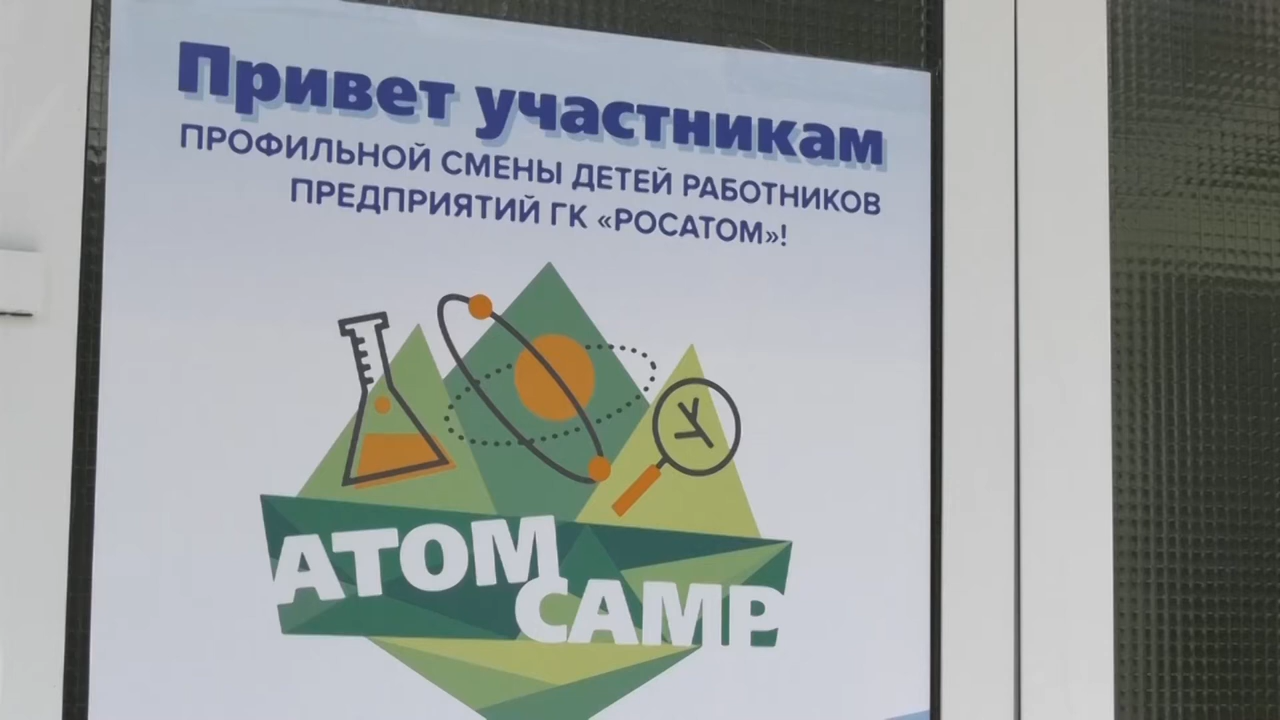 Привет участникам
ПРОФИЛЬНОЙ СМЕНЫ ДЕТЕЙ РАБОТНИКОВ
ПРЕДПРИЯТИЙ ГК «РОСАТОМ»!
ATOM
CAMP